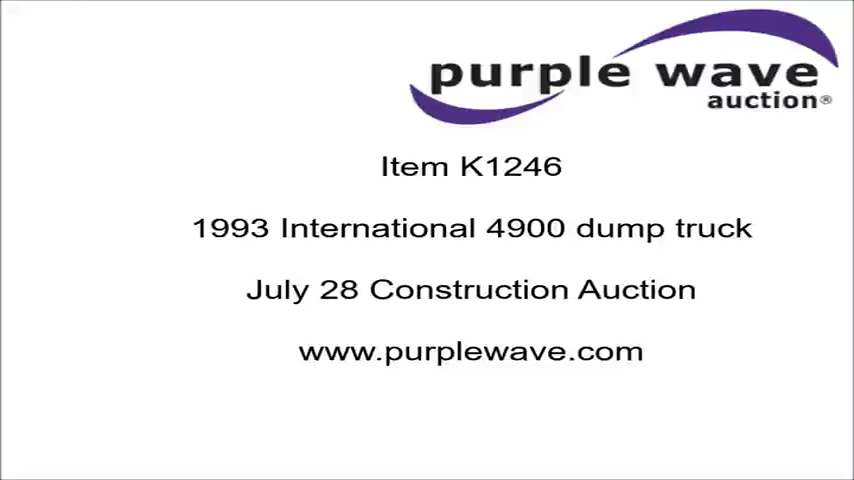 purple wave
auction®
Item K1246
1993 International 4900 dump truck
July 28 Construction Auction
www.purplewave.com